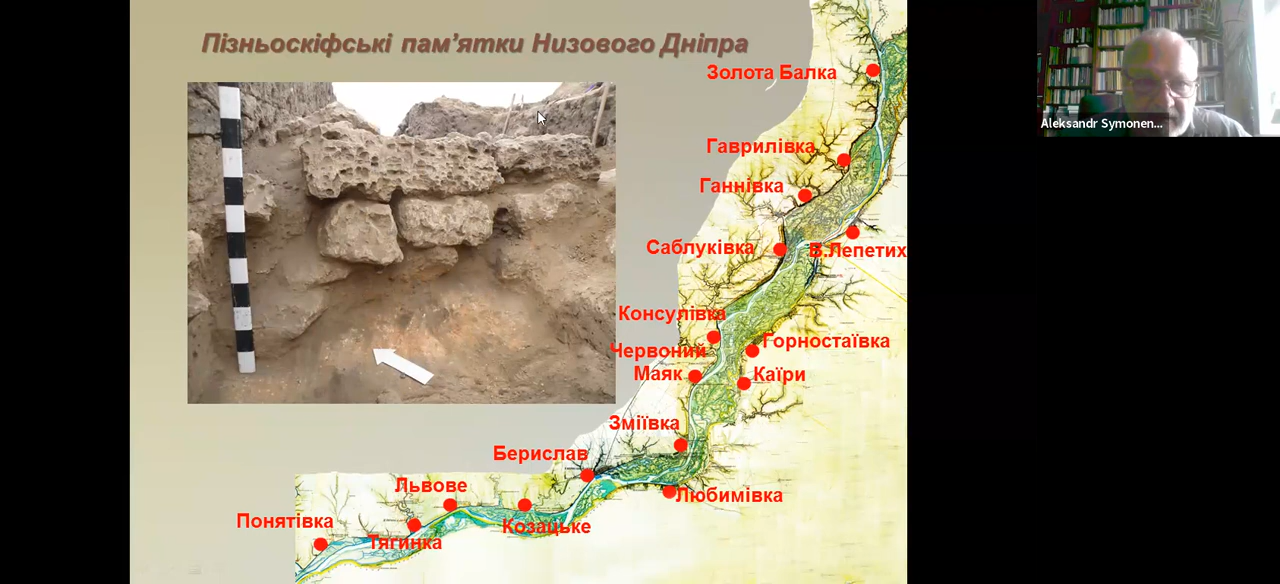 Пізньоскіфські пам’ятки Низового Дніпра
Aleksandr Symonen...
Золота Балка
Гаврилівка
Ганнівка
Саблуківка
Б.Лепетих
Консулівка
Горностаївка
Червоний
Маяк
Каїри
Зміївка
Берислав
Львове
Любимівка
Понятівка
Козацьке
Тягинка